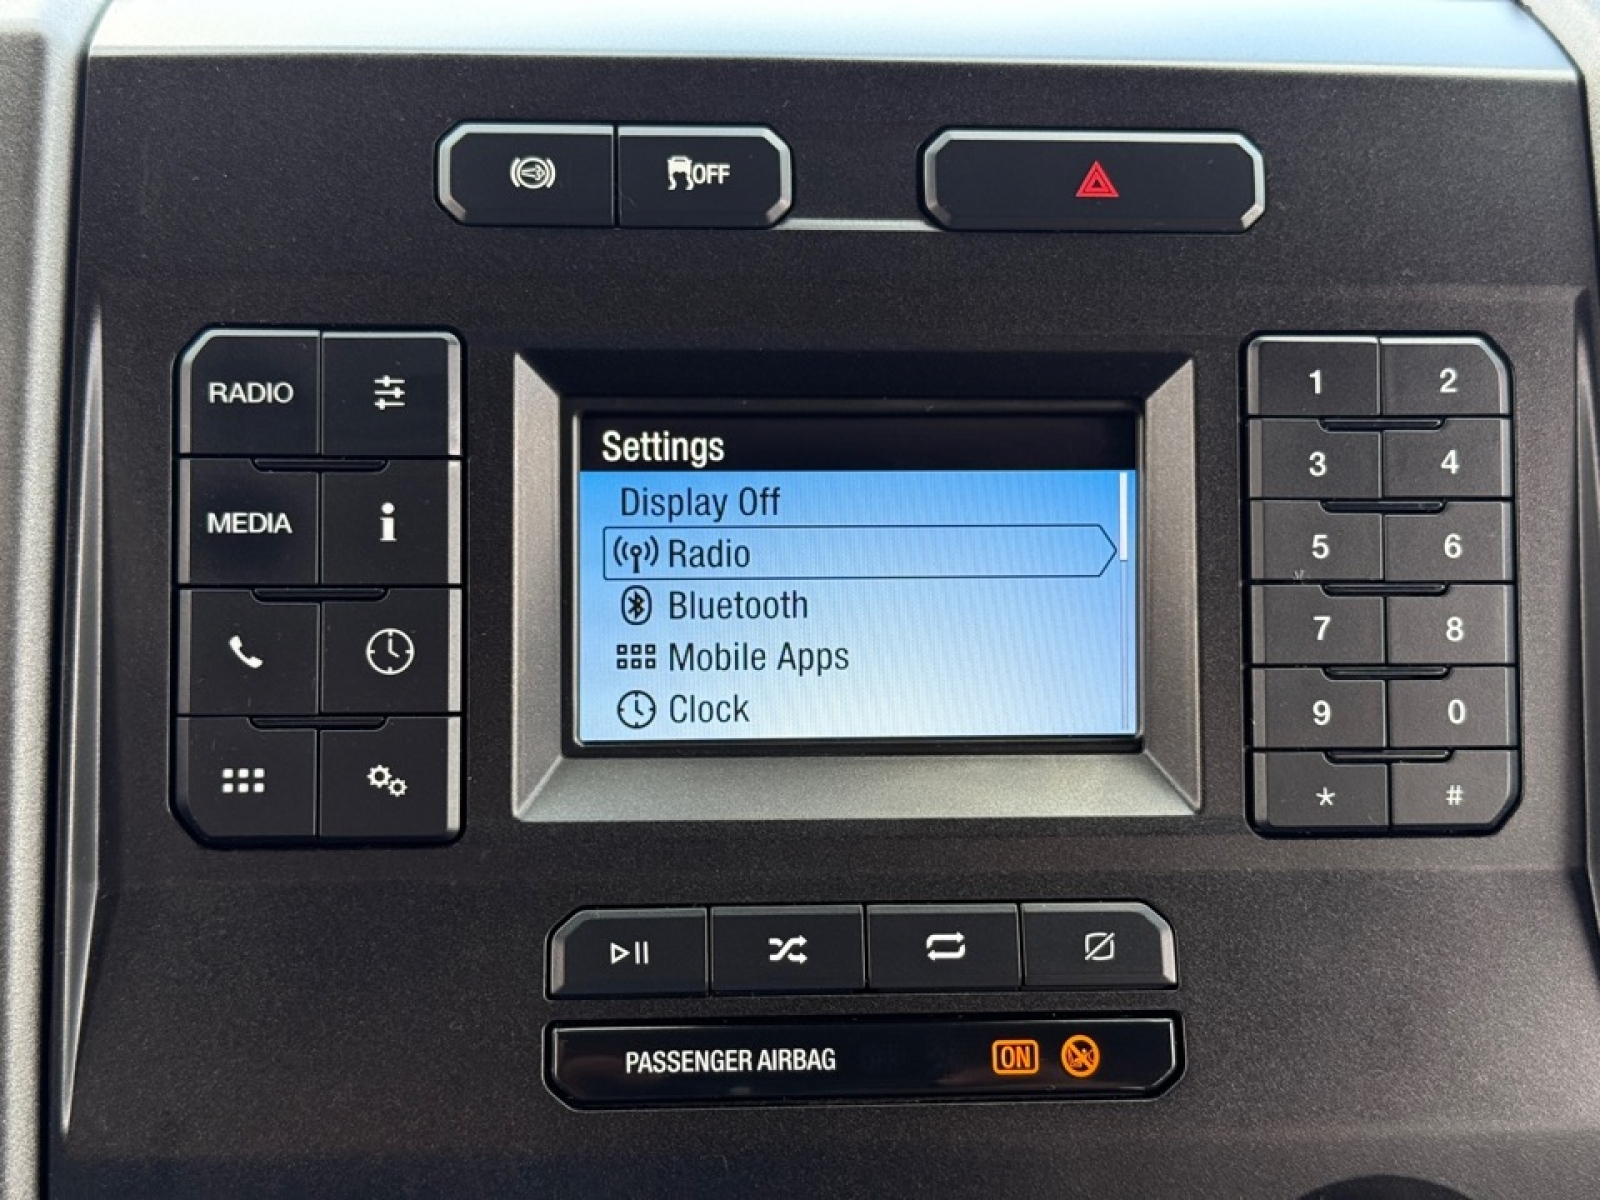 OFF
RADIO
MEDIA
i
Settings
Display Off
Radio
Bluetooth
Mobile Apps
Clock
1 2
3 4
5 6
7 8
9 0
* #
PASSENGER AIRBAG ON